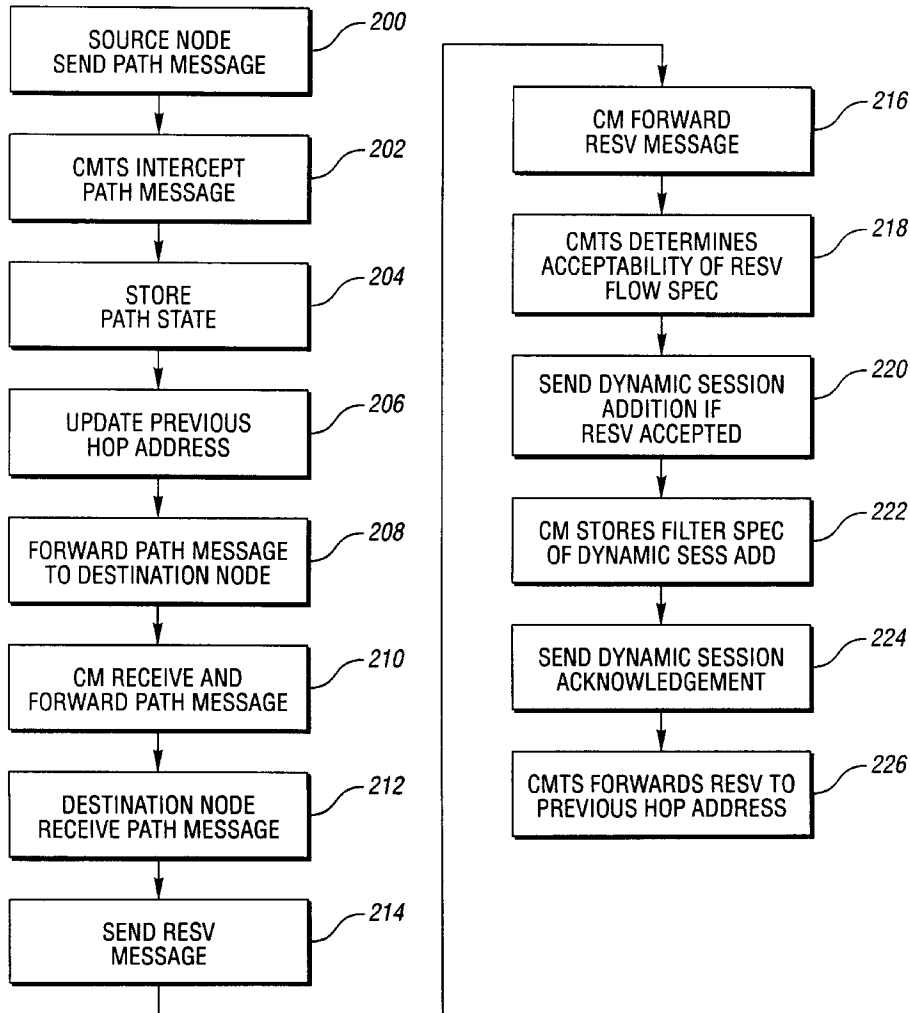 SOURCE NODE
SEND PATH MESSAGE
200
CMTS INTERCEPT
PATH MESSAGE
202
STORE
PATH STATE
204
UPDATE PREVIOUS
HOP ADDRESS
206
FORWARD PATH MESSAGE
TO DESTINATION NODE
208
CM RECEIVE AND
FORWARD PATH MESSAGE
210
DESTINATION NODE
RECEIVE PATH MESSAGE
212
SEND RESV
MESSAGE
214
CM FORWARD
RESV MESSAGE
216
CMTS DETERMINES
ACCEPTABILITY OF RESV
FLOW SPEC
218
SEND DYNAMIC SESSION
ADDITION IF
RESV ACCEPTED
220
CM STORES FILTER SPEC
OF DYNAMIC SESS ADD
222
SEND DYNAMIC SESSION
ACKNOWLEDGEMENT
224
CMTS FORWARDS RESV TO
PREVIOUS HOP ADDRESS
226